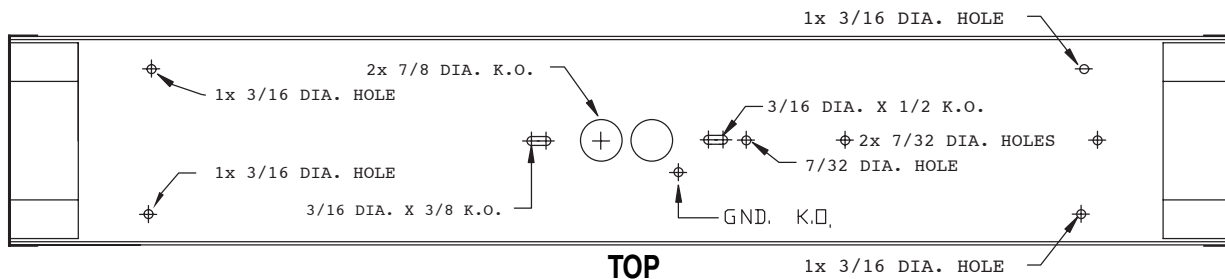 1x 3/16 DIA. HOLE
2x 7/8 DIA. K.O.
1x 3/16 DIA. HOLE
3/16 DIA. X 1/2 K.O.
2x 7/32 DIA. HOLES
7/32 DIA. HOLE
1x 3/16 DIA. HOLE
3/16 DIA. X 3/8 K.O.
GND. K.O.
TOP
1x 3/16 DIA. HOLE